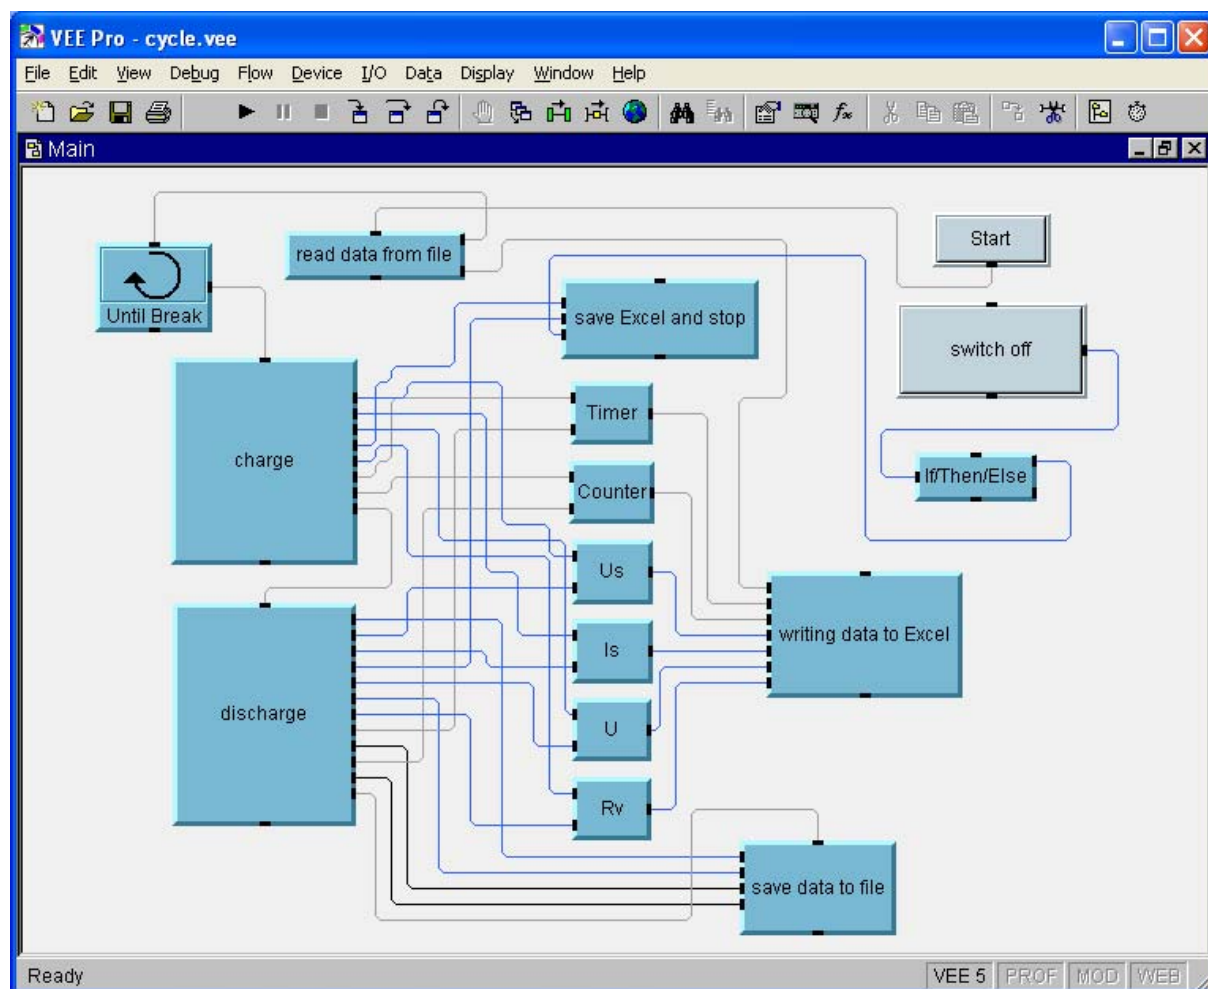 VEE Pro - cycle.vee
File Edit View Debug Flow Device I/O Data Display Window Help
Main
read data from file
Start
Until Break
save Excel and stop
switch off
Timer
charge
If/Then/Else
Counter
Us
writing data to Excel
Is
discharge
U
Rv
save data to file
Ready
VEE 5 PROF MOD WEB